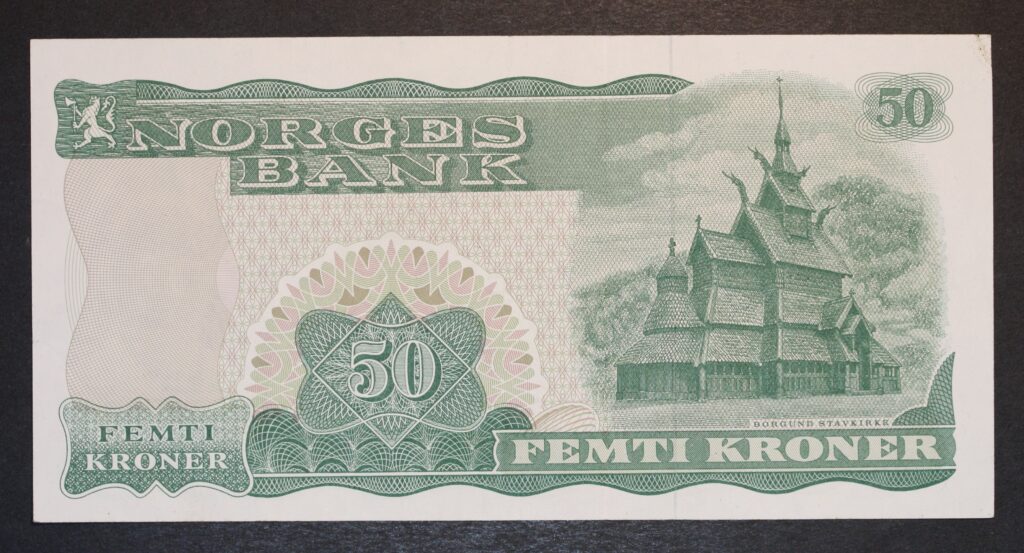 NORGES
BANK
50
50
BORGUND STAVKIRKE
FEMTI
KRONER
FEMTI KRONER